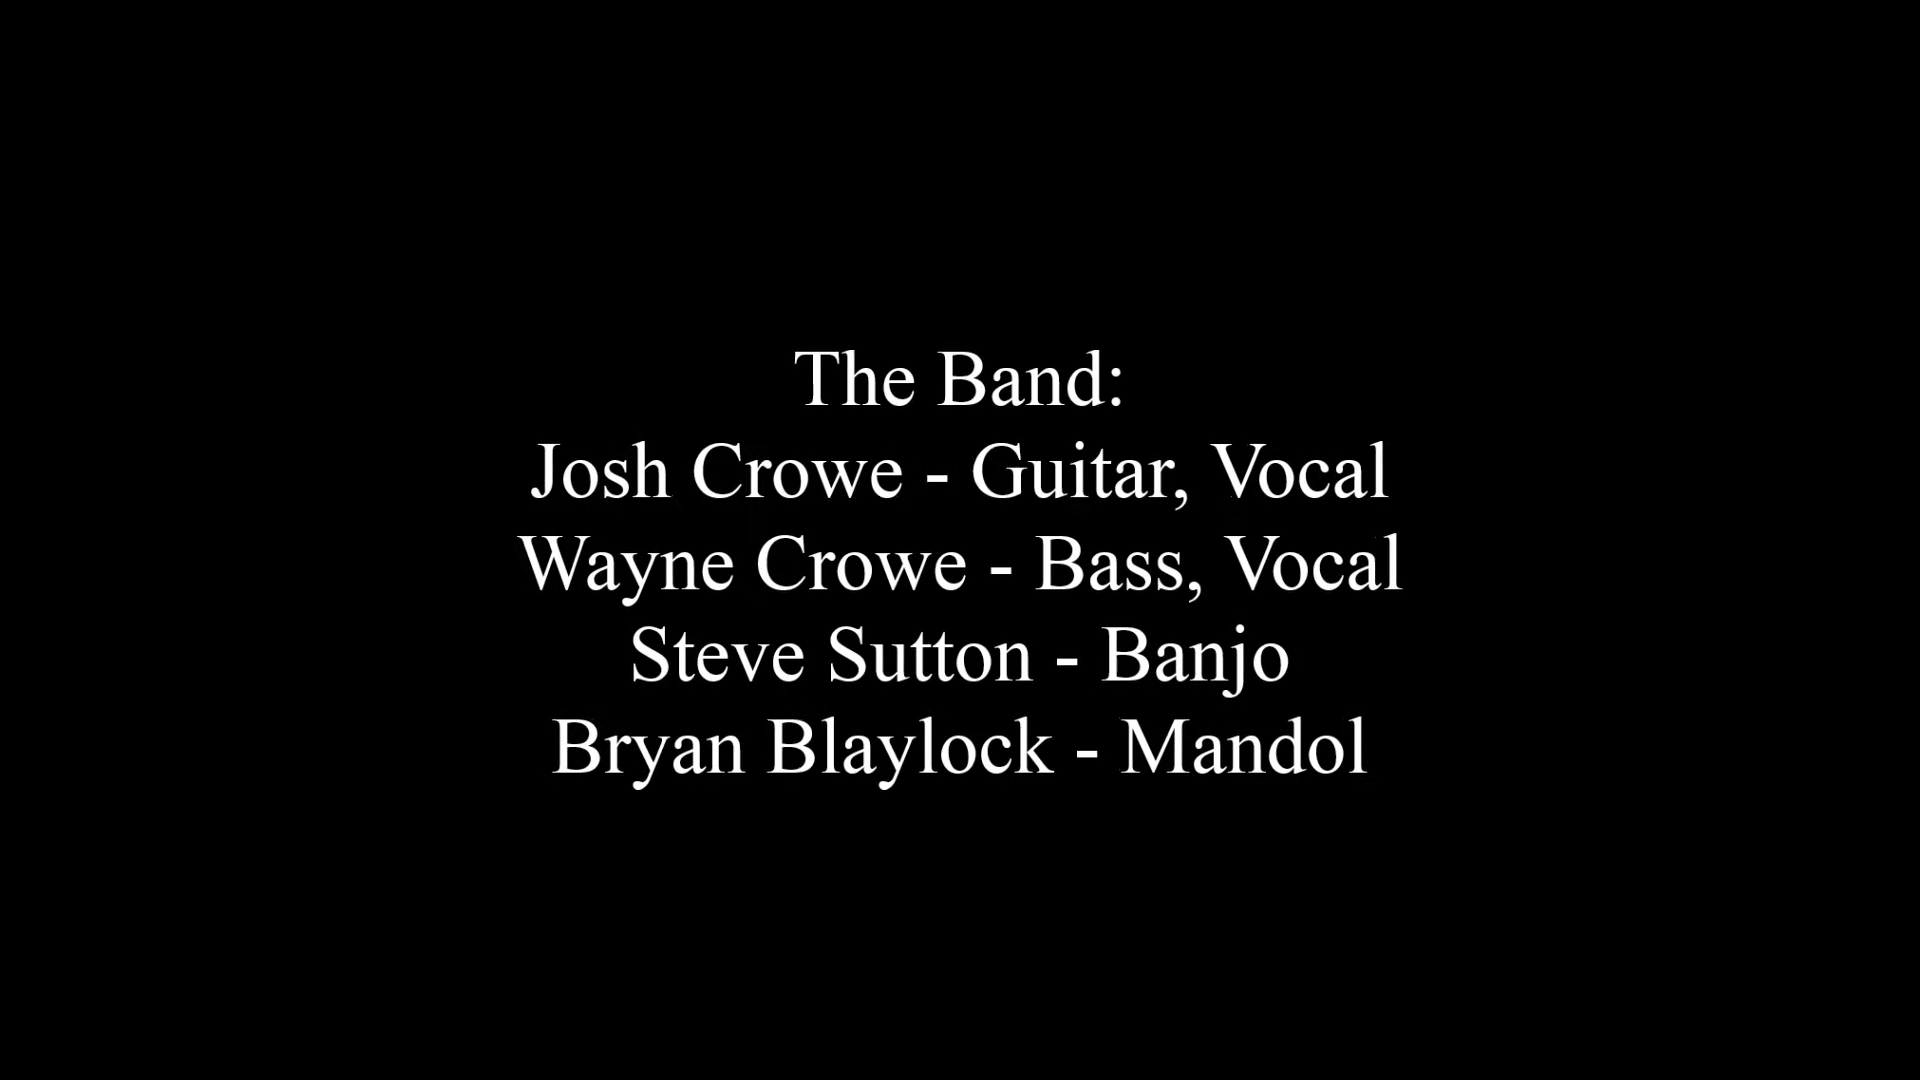 The Band:
Josh Crowe - Guitar, Vocal
Wayne Crowe - Bass, Vocal
Steve Sutton - Banjo
Bryan Blaylock - Mandol